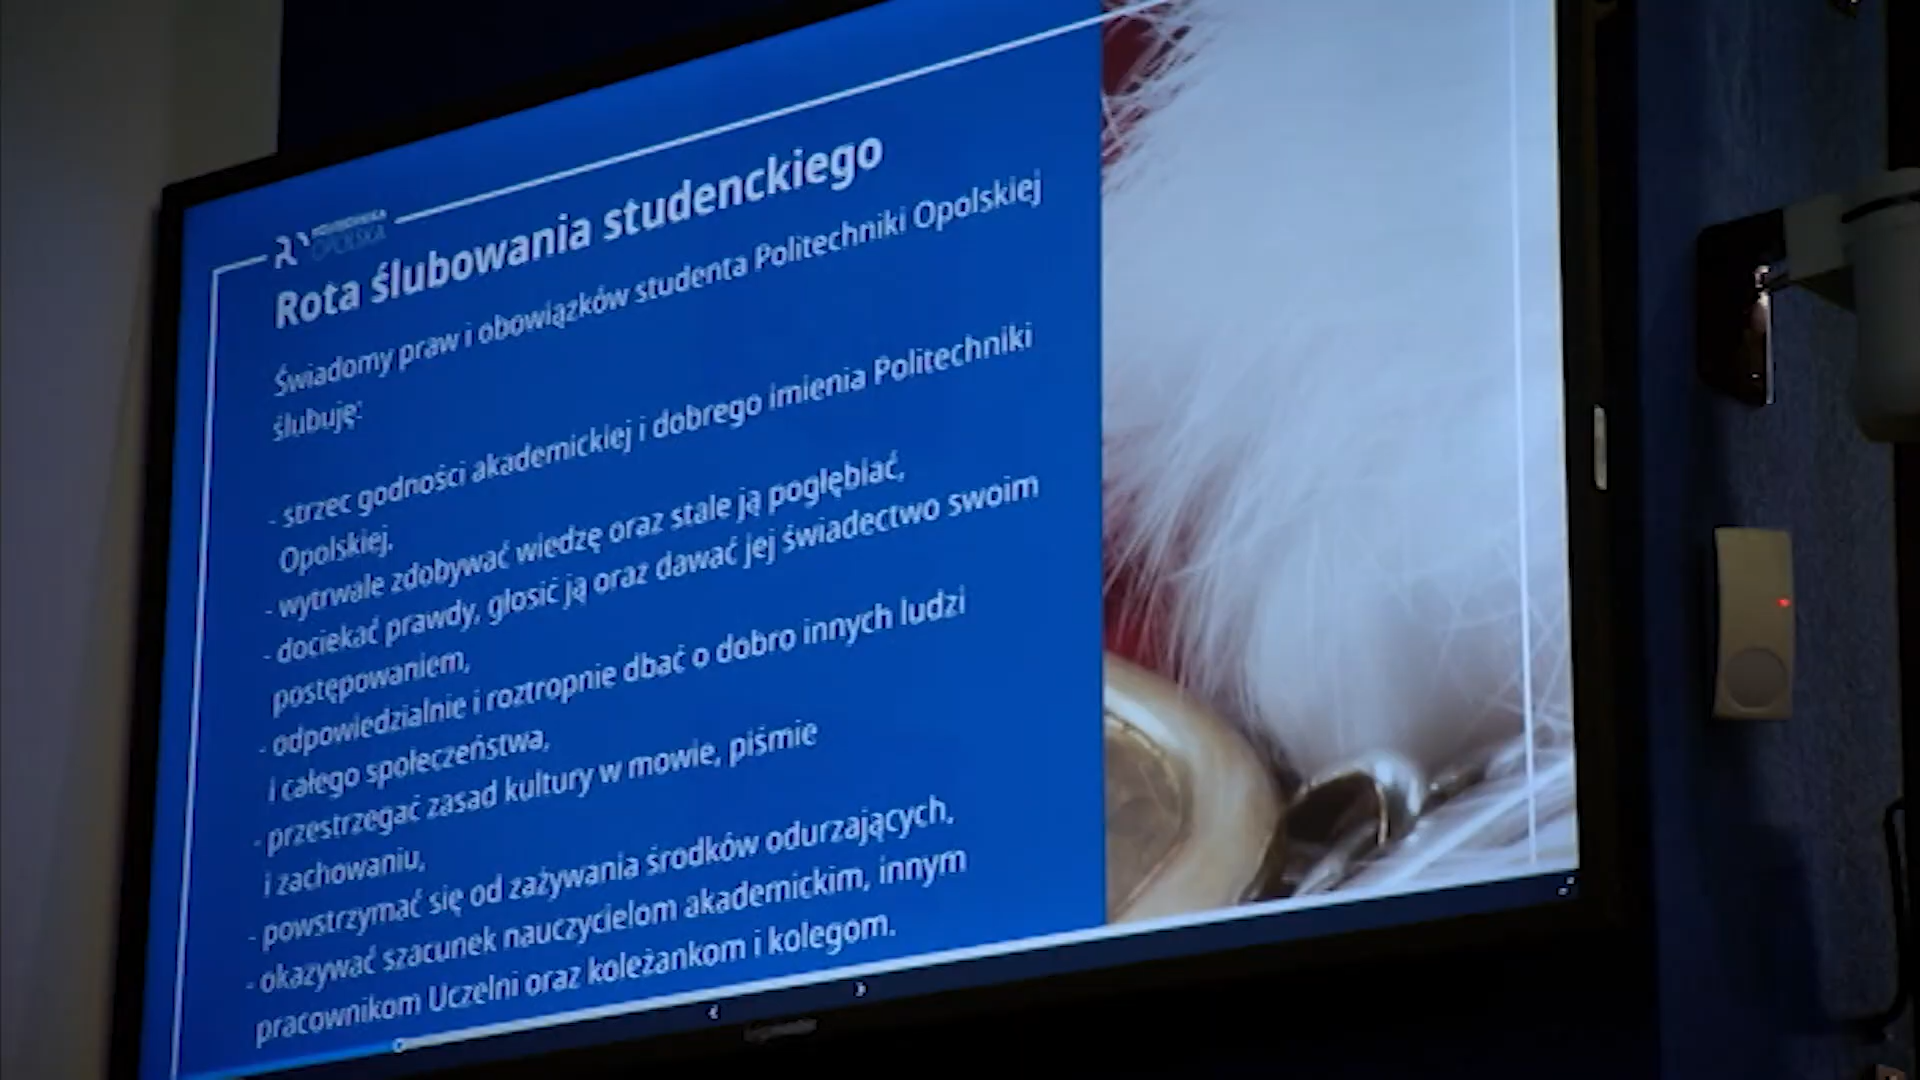 POLITECHNIKA
OPOLSKA
Rota ślubowania studenckiego
Świadomy praw i obowiązków studenta Politechniki Opolskiej
ślubuję:
- strzec godności akademickiej i dobrego imienia Politechniki
Opolskiej,
- wytrwale zdobywać wiedzę oraz stale ją pogłębiać,
- dociekać prawdy, głosić ją oraz dawać jej świadectwo swoim
postępowaniem,
- odpowiedzialnie i roztropnie dbać o dobro innych ludzi
i całego społeczeństwa,
- przestrzegać zasad kultury w mowie, piśmie
i zachowaniu,
- powstrzymać się od zażywania środków odurzających,
- okazywać szacunek nauczycielom akademickim, innym
pracownikom Uczelni oraz koleżankom i kolegom.